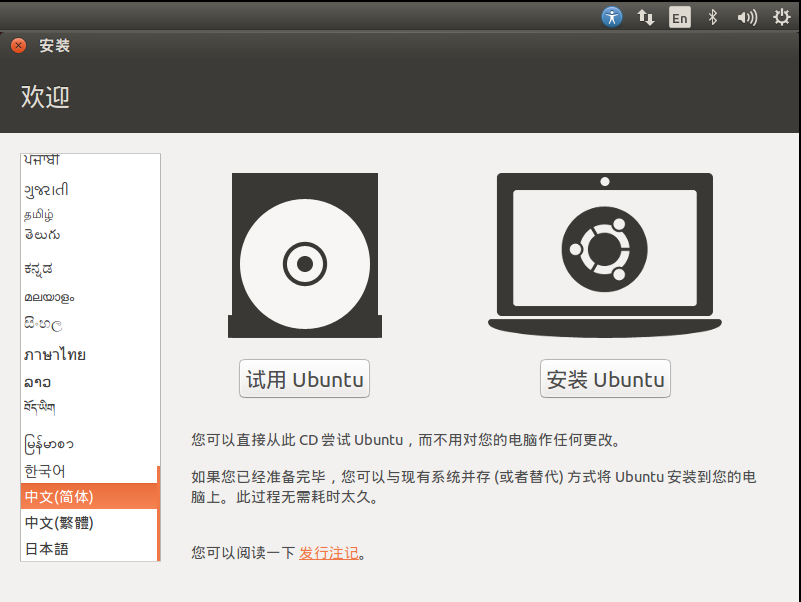 En
安装
欢迎
ਪੰਜਾਬੀ
ગુજરાતી
தமிழ்
తెలుగు
ಕನ್ನಡ
മലയാളം
සිංහල
ภาษาไทย
ລາວ
བོད་ཡིག
မြန်မာစာ
한국어
中文(简体)
中文(繁體)
日本語
试用 Ubuntu
安装 Ubuntu
您可以直接从此 CD 尝试 Ubuntu，而不用对您的电脑作任何更改。
如果您已经准备完毕，您可以与现有系统并存 (或者替代) 方式将 Ubuntu 安装到您的电
脑上。此过程无需耗时太久。
您可以阅读一下 发行注记。